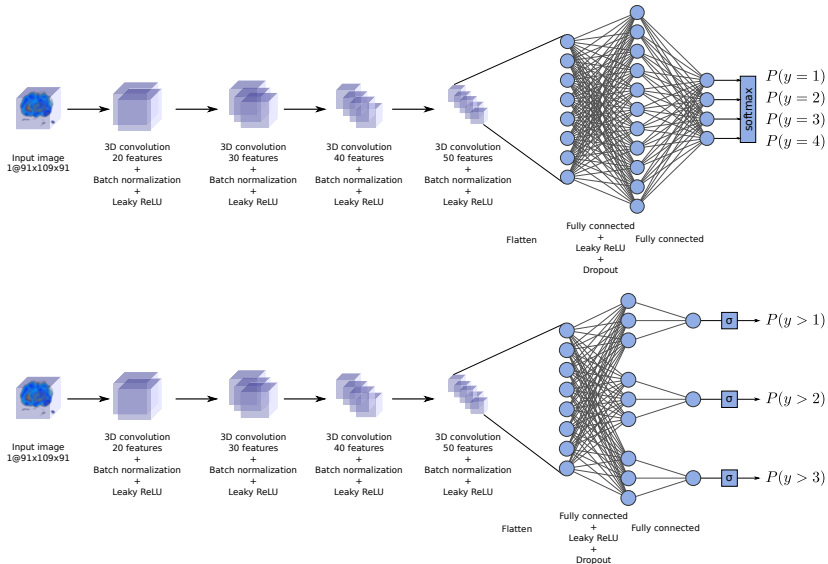 Input image
1@91x109x91
3D convolution
20 features
+
Batch normalization
+
Leaky ReLU
3D convolution
30 features
+
Batch normalization
+
Leaky ReLU
3D convolution
40 features
+
Batch normalization
+
Leaky ReLU
3D convolution
50 features
+
Batch normalization
+
Leaky ReLU
Flatten
Fully connected
+
Leaky ReLU
+
Dropout
Fully connected
softmax
P(y = 1)
P(y = 2)
P(y = 3)
P(y = 4)
Input image
1@91x109x91
3D convolution
20 features
+
Batch normalization
+
Leaky ReLU
3D convolution
30 features
+
Batch normalization
+
Leaky ReLU
3D convolution
40 features
+
Batch normalization
+
Leaky ReLU
3D convolution
50 features
+
Batch normalization
+
Leaky ReLU
Flatten
Fully connected
+
Leaky ReLU
+
Dropout
Fully connected
σ
P(y > 1)
σ
P(y > 2)
σ
P(y > 3)